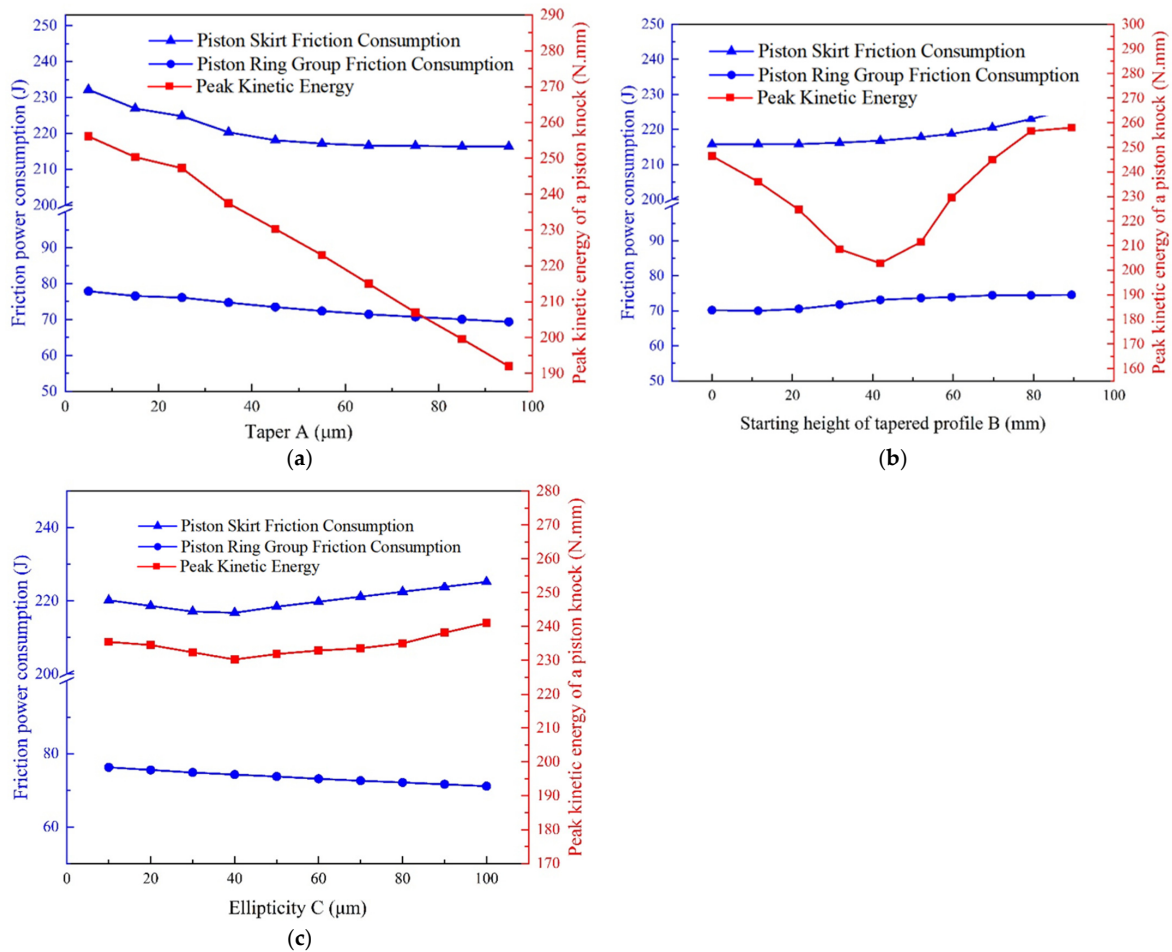 Friction power consumption (J)
250
240
230
220
210
200
90
80
70
60
50
Piston Skirt Friction Consumption
Piston Ring Group Friction Consumption
Peak Kinetic Energy
290
280
270
260
250
240
230
220
210
200
190
Peak kinetic energy of a piston knock (N.mm)
0 20 40 60 80 100
Taper A (μm)
(a)
Friction power consumption (J)
250
240
230
220
210
200
90
80
70
60
50
Piston Skirt Friction Consumption
Piston Ring Group Friction Consumption
Peak Kinetic Energy
300
290
280
270
260
250
240
230
220
210
200
190
180
170
160
Peak kinetic energy of a piston knock (N.mm)
0 20 40 60 80 100
Starting height of tapered profile B (mm)
(b)
Friction power consumption (J)
240
220
200
80
60
Piston Skirt Friction Consumption
Piston Ring Group Friction Consumption
Peak Kinetic Energy
280
270
260
250
240
230
220
210
200
190
180
170
Peak kinetic energy of a piston knock (N.mm)
0 20 40 60 80 100
Ellipticity C (μm)
(c)